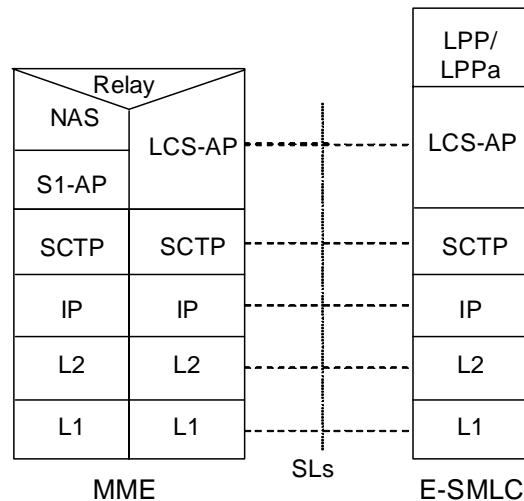 LPP/
LPPa
Relay
NAS
LCS-AP
LCS-AP
S1-AP
SCTP
SCTP
SCTP
IP
IP
IP
L2
L2
L2
L1
L1
L1
SLs
MME
E-SMLC